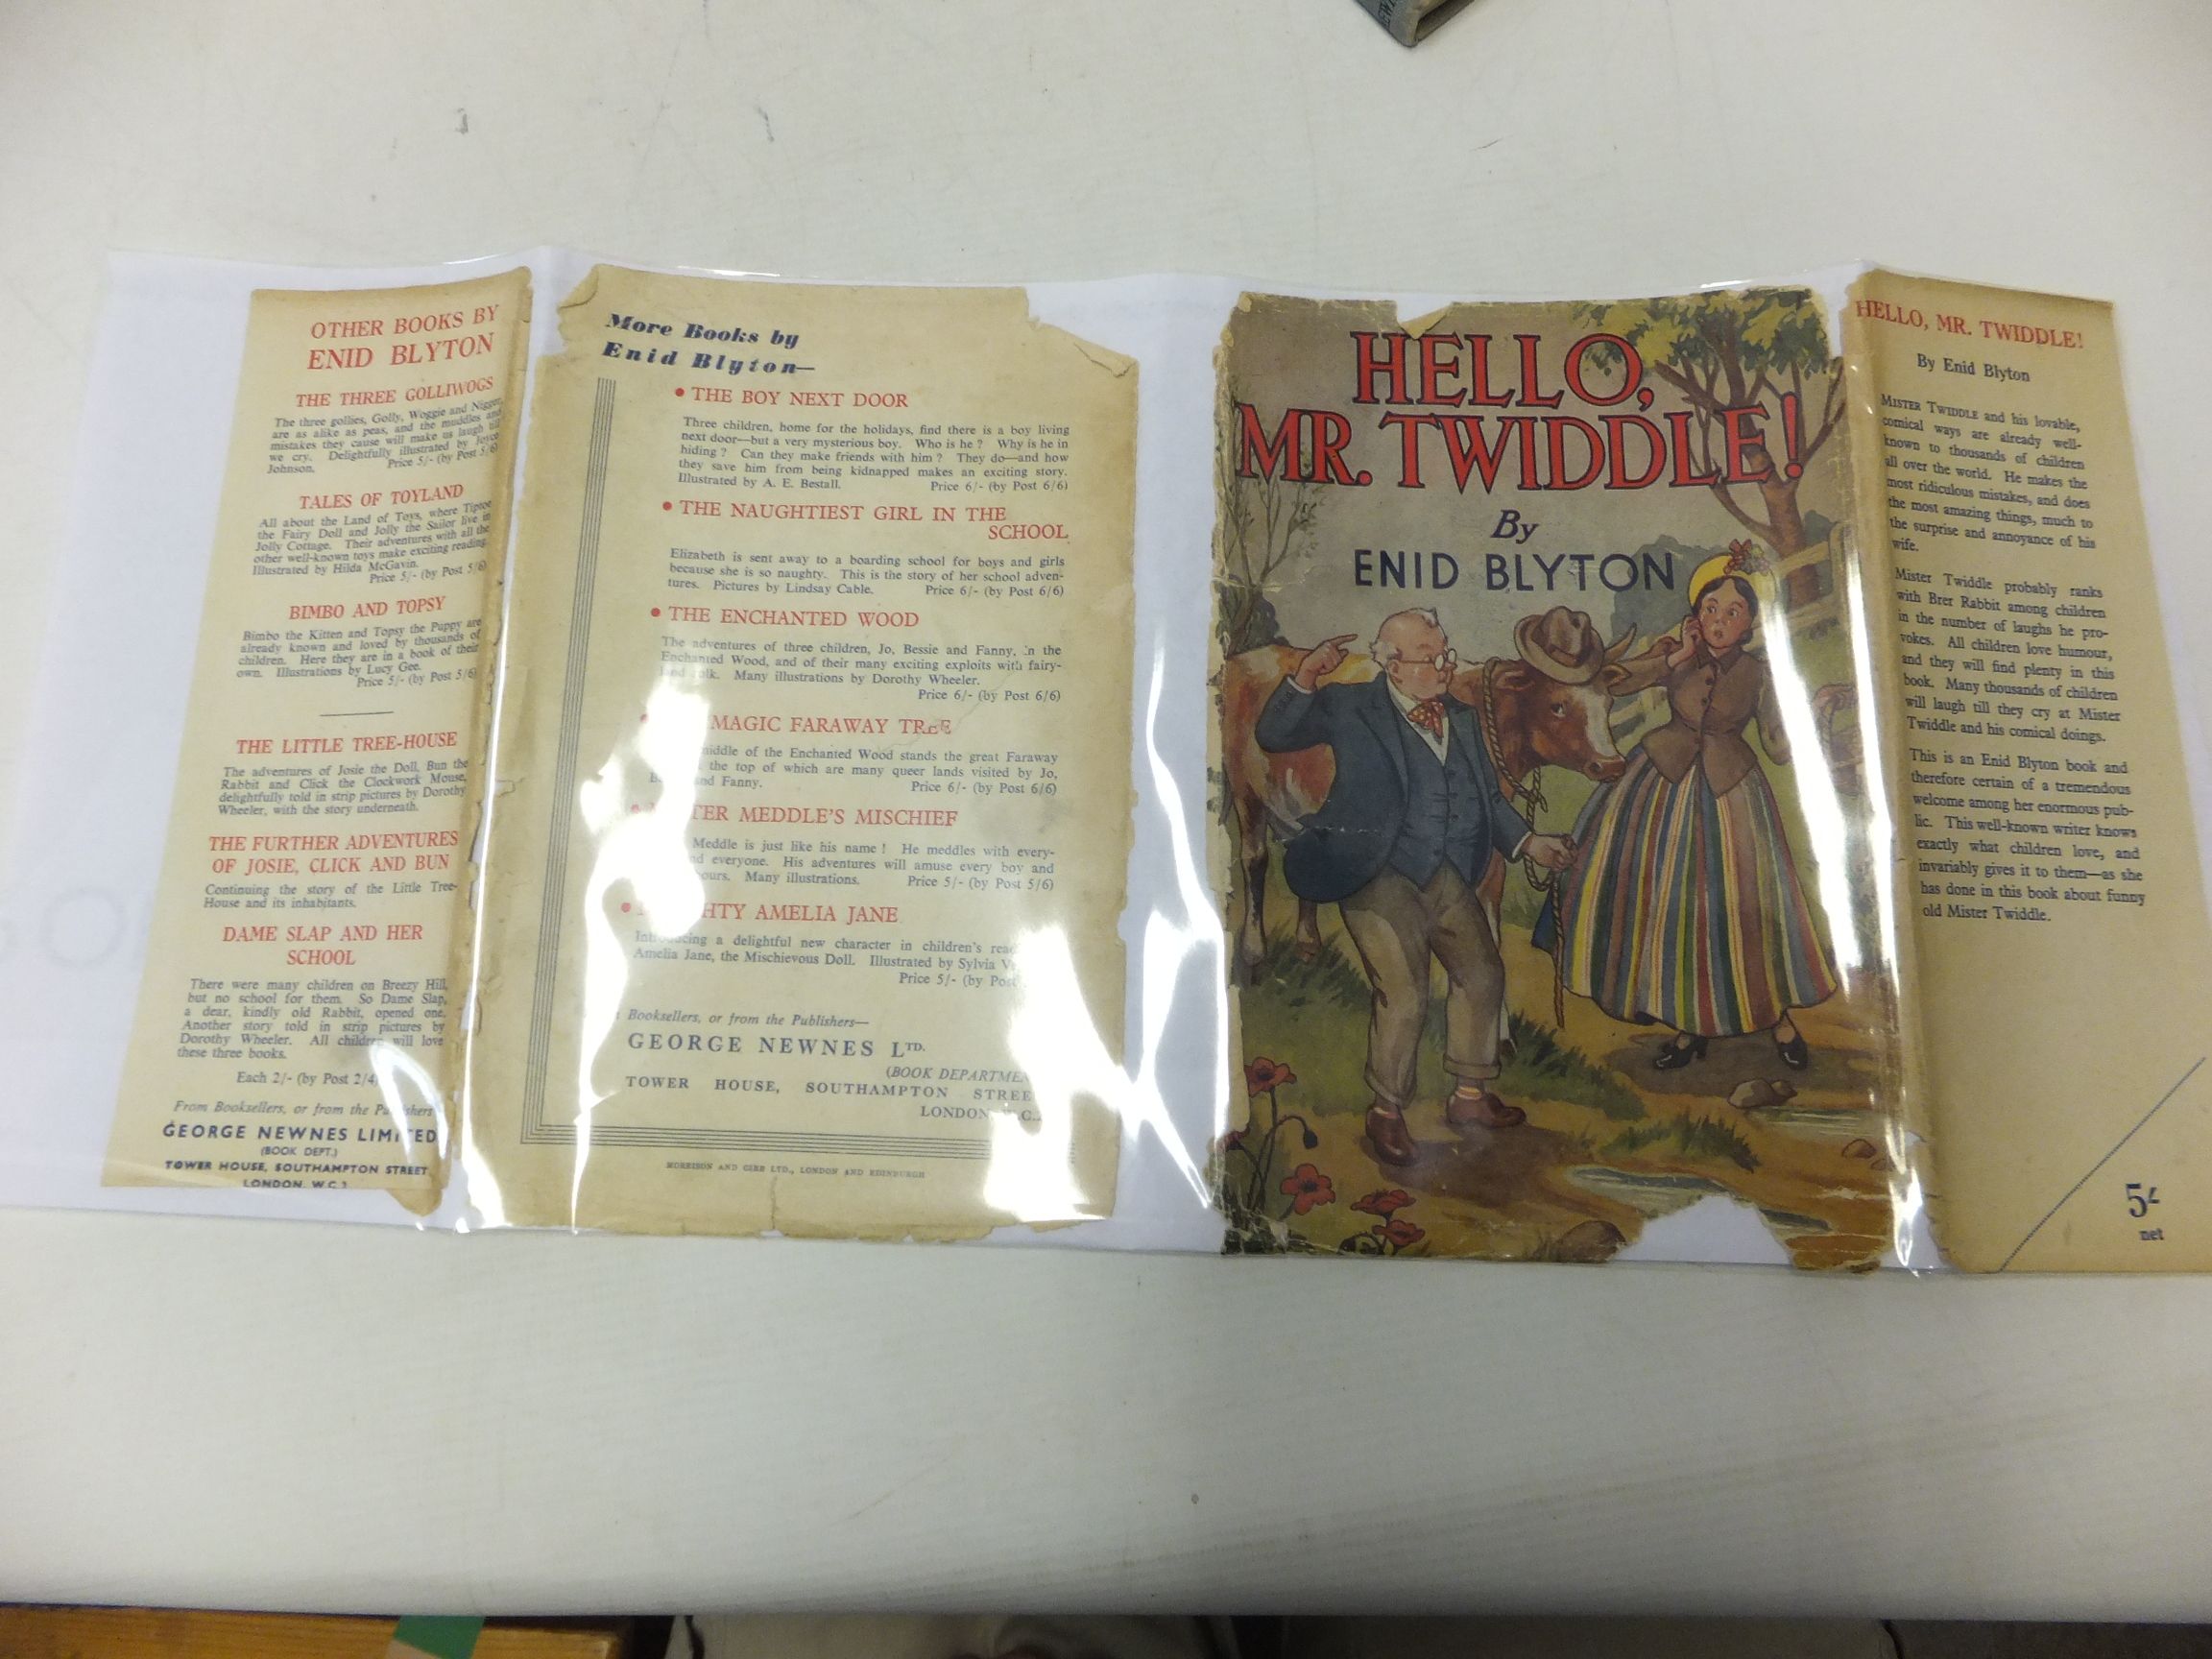 OTHER BOOKS BY
ENID BLYTON
THE THREE GOLLIWOGS
The three gollies, Golly, Woggie and Nigger,
are as alike as peas, and the muddles and
mistakes they cause will make us laugh till
we cry. Delightfully illustrated by Joyce
Johnson. Price 5/- (by Post 5/6)
TALES OF TOYLAND
All about the Land of Toys, where Tiptoe
the Fairy Doll and Jolly the Sailor live in
Jolly Cottage. Their adventures with all the
other well-known toys make exciting reading.
Illustrated by Hilda McGavin.
Price 5/- (by Post 5/6)
BIMBO AND TOPSY
Bimbo the Kitten and Topsy the Puppy are
already known and loved by thousands of
children. Here they are in a book of their
own. Illustrations by Lucy Gee.
Price 5/- (by Post 5/6)
THE LITTLE TREE-HOUSE
The adventures of Josie the Doll, Bun the
Rabbit and Click the Clockwork Mouse,
delightfully told in strip pictures by Dorothy
Wheeler, with the story underneath.
THE FURTHER ADVENTURES
OF JOSIE, CLICK AND BUN
Continuing the story of the Little Tree-
House and its inhabitants.
DAME SLAP AND HER
SCHOOL
There were many children on Breezy Hill,
but no school for them. So Dame Slap,
a dear, kindly old Rabbit, opened one.
Another story told in strip pictures by
Dorothy Wheeler. All children will love
these three books.
Each 2/- (by Post 2/4)
From Booksellers, or from the Publishers
GEORGE NEWNES LIMITED
(BOOK DEPT.)
TOWER HOUSE, SOUTHAMPTON STREET,
LONDON, W.C.2
More Books by
Enid Blyton—
• THE BOY NEXT DOOR
Three children, home for the holidays, find there is a boy living
next door—but a very mysterious boy. Who is he? Why is he in
hiding? Can they make friends with him? They do—and how
they save him from being kidnapped makes an exciting story.
Illustrated by A. E. Bestall. Price 6/- (by Post 6/6)
• THE NAUGHTIEST GIRL IN THE
SCHOOL
Elizabeth is sent away to a boarding school for boys and girls
because she is so naughty. This is the story of her school adven-
tures. Pictures by Lindsay Cable. Price 6/- (by Post 6/6)
• THE ENCHANTED WOOD
The adventures of three children, Jo, Bessie and Fanny, in the
Enchanted Wood, and of their many exciting exploits with fairy-
land folk. Many illustrations by Dorothy Wheeler.
Price 6/- (by Post 6/6)
MAGIC FARAWAY TREE
middle of the Enchanted Wood stands the great Faraway
the top of which are many queer lands visited by Jo,
and Fanny. Price 6/- (by Post 6/6)
MEDDLE'S MISCHIEF
Meddle is just like his name! He meddles with every-
and everyone. His adventures will amuse every boy and
Many illustrations. Price 5/- (by Post 5/6)
• AMELIA JANE
Introducing a delightful new character in children's
Amelia Jane, the Mischievous Doll. Illustrated by Sylvia
Price 5/- (by Post
Booksellers, or from the Publishers—
GEORGE NEWNES LTD.
(BOOK DEPARTMEN
TOWER HOUSE, SOUTHAMPTON STREE
LONDON
MORRISON AND GIBB LTD., LONDON AND EDINBURGH
HELLO,
MR. TWIDDLE!
By
ENID BLYTON
HELLO, MR. TWIDDLE!
By Enid Blyton
MISTER TWIDDLE and his lovable,
comical ways are already well-
known to thousands of children
all over the world. He makes the
most ridiculous mistakes, and does
the most amazing things, much to
the surprise and annoyance of his
wife.
Mister Twiddle probably ranks
with Brer Rabbit among children
in the number of laughs he pro-
vokes. All children love humour,
and they will find plenty in this
book. Many thousands of children
will laugh till they cry at Mister
Twiddle and his comical doings.
This is an Enid Blyton book and
therefore certain of a tremendous
welcome among her enormous pub-
lic. This well-known writer knows
exactly what children love, and
invariably gives it to them—as she
has done in this book about funny
old Mister Twiddle.
5/-
net